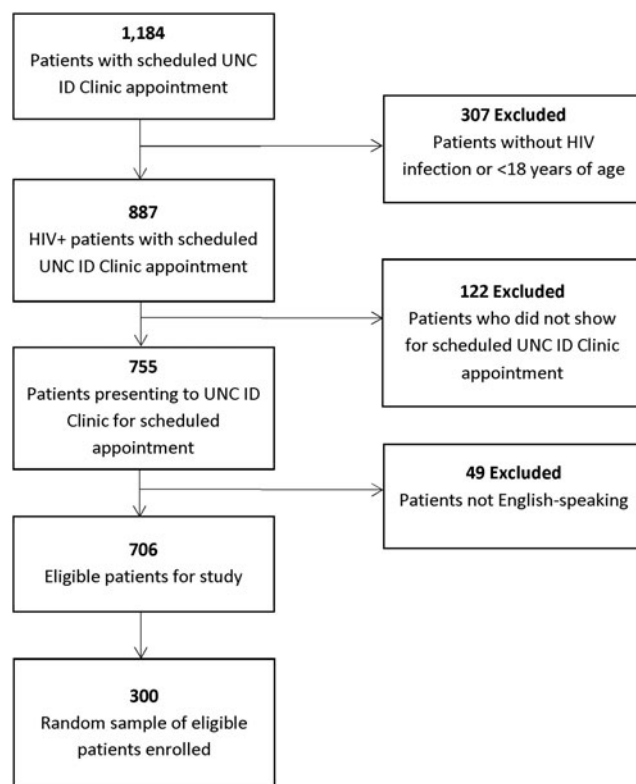 1,184
Patients with scheduled UNC
ID Clinic appointment
307 Excluded
Patients without HIV
infection or <18 years of age
887
HIV+ patients with scheduled
UNC ID Clinic appointment
122 Excluded
Patients who did not show
for scheduled UNC ID Clinic
appointment
755
Patients presenting to UNC ID
Clinic for scheduled
appointment
49 Excluded
Patients not English-speaking
706
Eligible patients for study
300
Random sample of eligible
patients enrolled